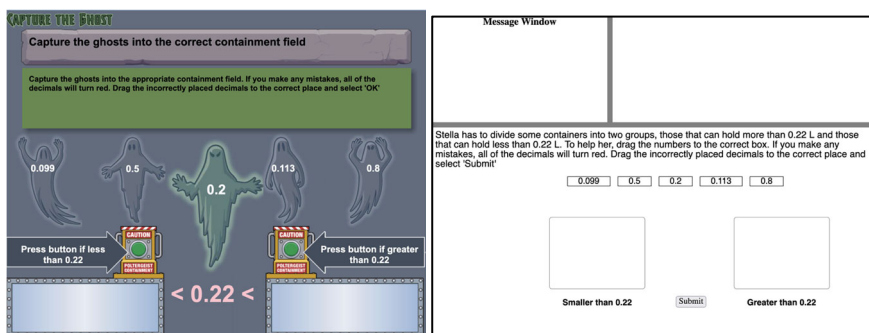 CAPTURE THE GHOST
Capture the ghosts into the correct containment field
Capture the ghosts into the appropriate containment field. If you make any mistakes, all of the
decimals will turn red. Drag the incorrectly placed decimals to the correct place and select 'OK'
0.099
0.5
0.2
0.113
0.8
CAUTION
CAUTION
Press button if less
than 0.22
Press button if greater
than 0.22
POLTERGEIST
CONTAINMENT
POLTERGEIST
CONTAINMENT
< 0.22 <
Message Window
Stella has to divide some containers into two groups, those that can hold more than 0.22 L and those
that can hold less than 0.22 L. To help her, drag the numbers to the correct box. If you make any
mistakes, all of the decimals will turn red. Drag the incorrectly placed decimals to the correct place and
select 'Submit'
0.099 0.5 0.2 0.113 0.8
Smaller than 0.22 Submit Greater than 0.22